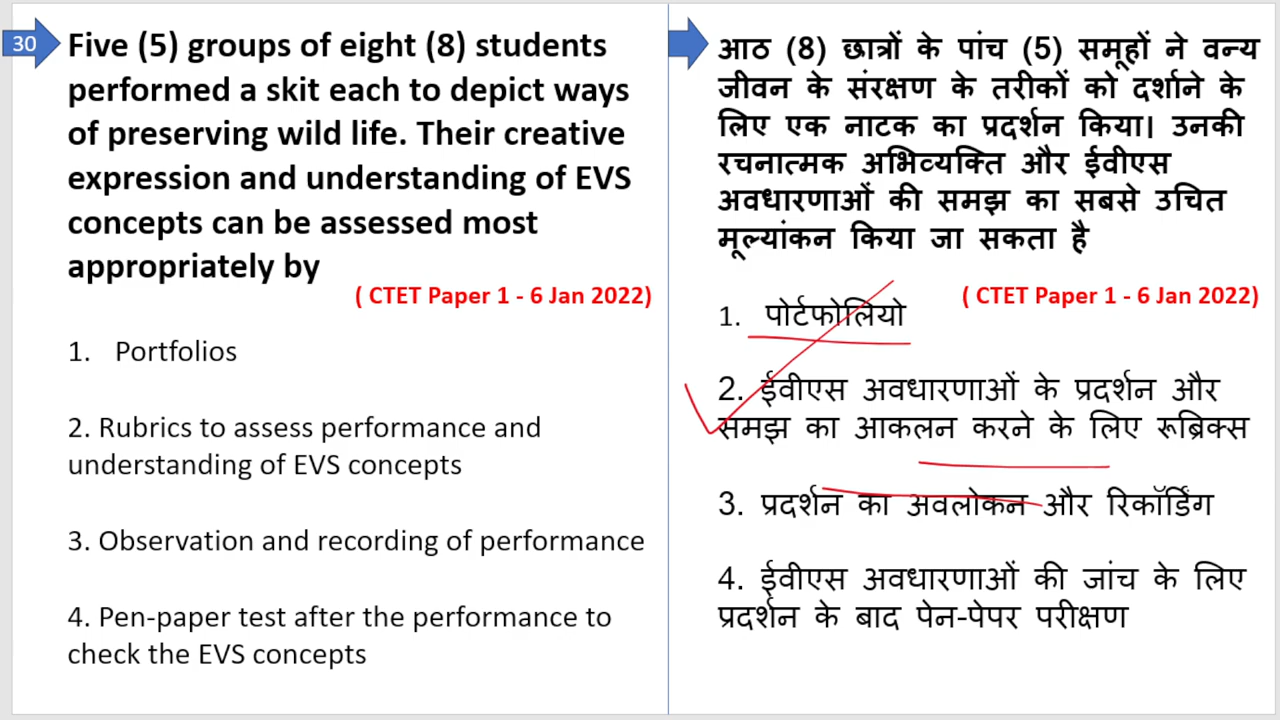 30
Five (5) groups of eight (8) students
performed a skit each to depict ways
of preserving wild life. Their creative
expression and understanding of EVS
concepts can be assessed most
appropriately by
( CTET Paper 1 - 6 Jan 2022)
1. Portfolios
2. Rubrics to assess performance and
understanding of EVS concepts
3. Observation and recording of performance
4. Pen-paper test after the performance to
check the EVS concepts
आठ (8) छात्रों के पांच (5) समूहों ने वन्य
जीवन के संरक्षण के तरीकों को दर्शाने के
लिए एक नाटक का प्रदर्शन किया। उनकी
रचनात्मक अभिव्यक्ति और ईवीएस
अवधारणाओं की समझ का सबसे उचित
मूल्यांकन किया जा सकता है
( CTET Paper 1 - 6 Jan 2022)
1. पोर्टफोलियो
2. ईवीएस अवधारणाओं के प्रदर्शन और
समझ का आकलन करने के लिए रूब्रिक्स
3. प्रदर्शन का अवलोकन और रिकॉर्डिंग
4. ईवीएस अवधारणाओं की जांच के लिए
प्रदर्शन के बाद पेन-पेपर परीक्षण